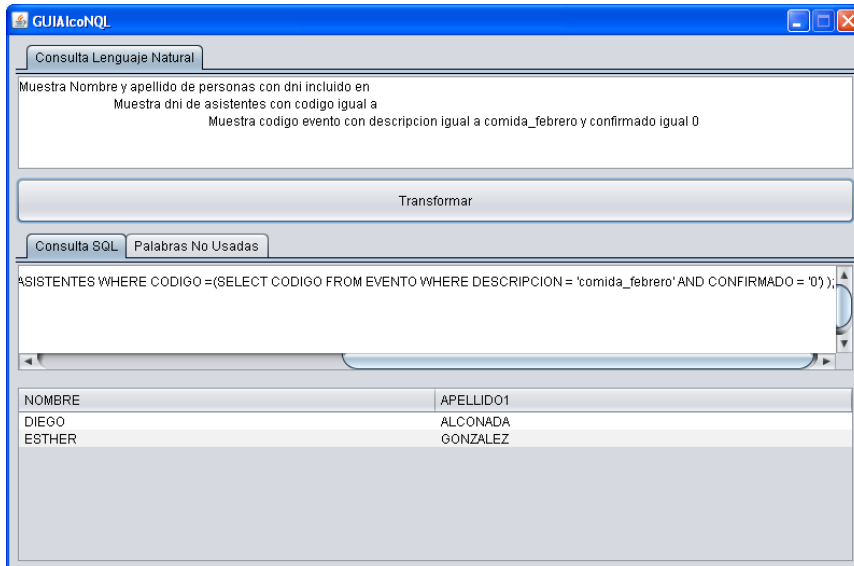 GUIAlcoNQL
Consulta Lenguaje Natural
Muestra Nombre y apellido de personas con dni incluido en
Muestra dni de asistentes con codigo igual a
Muestra codigo evento con descripcion igual a comida_febrero y confirmado igual 0
Transformar
Consulta SQL Palabras No Usadas
ASISTENTES WHERE CODIGO =(SELECT CODIGO FROM EVENTO WHERE DESCRIPCION = 'comida_febrero' AND CONFIRMADO = '0') );
NOMBRE APELLIDO1
DIEGO ALCONADA
ESTHER GONZALEZ